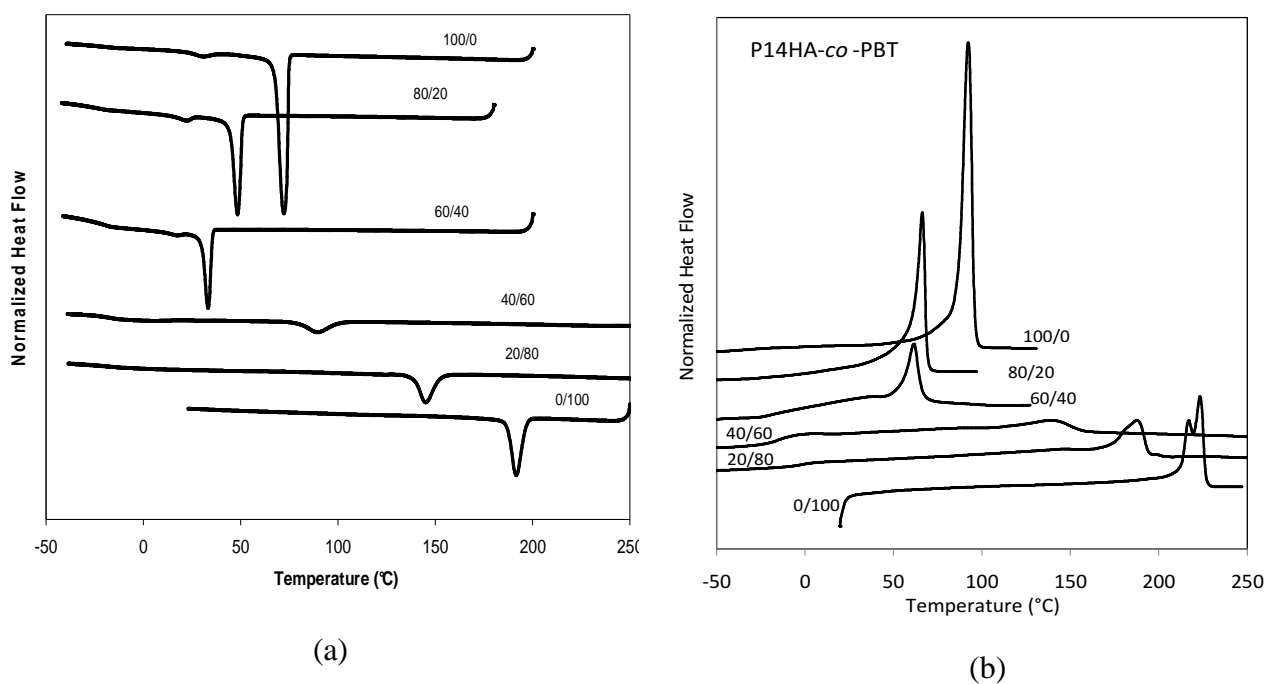 100/0
80/20
60/40
40/60
20/80
0/100
Normalized Heat Flow
-50 0 50 100 150 200 250
Temperature (°C)
(a)
P14HA-co -PBT
100/0
80/20
60/40
40/60
20/80
0/100
Normalized Heat Flow
-50 0 50 100 150 200 250
Temperature (°C)
(b)